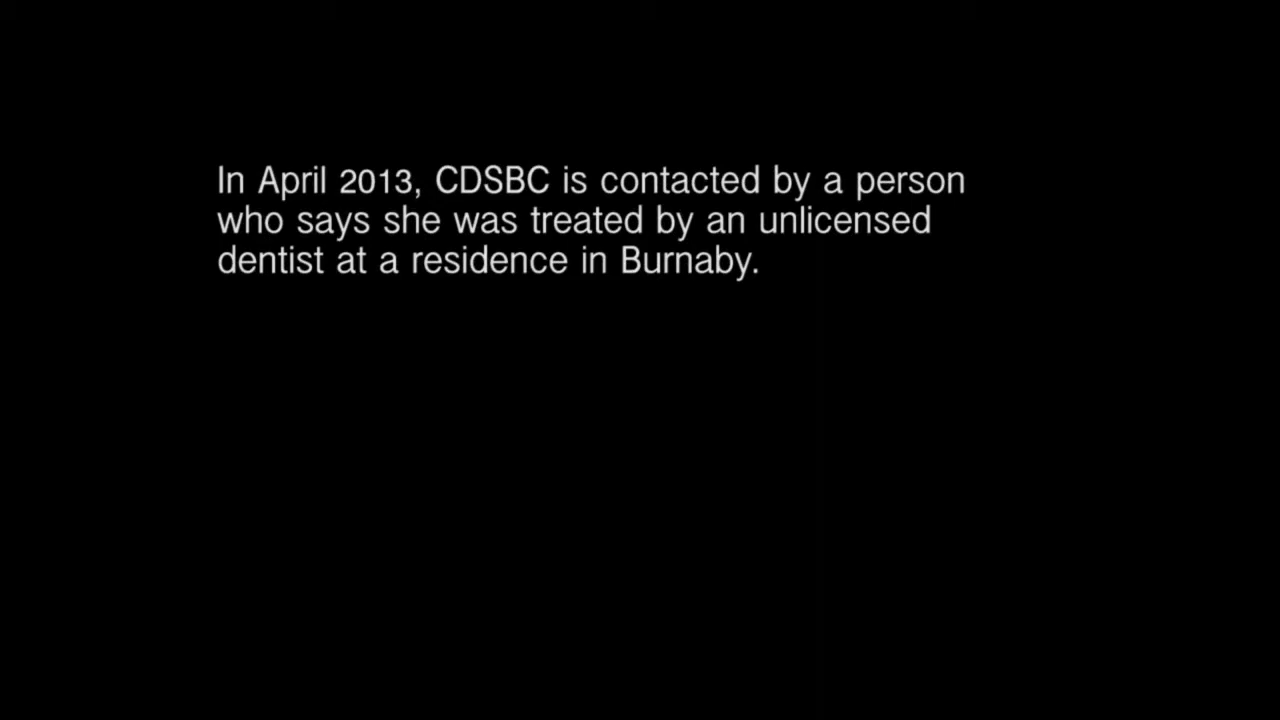 In April 2013, CDSBC is contacted by a person
who says she was treated by an unlicensed
dentist at a residence in Burnaby.